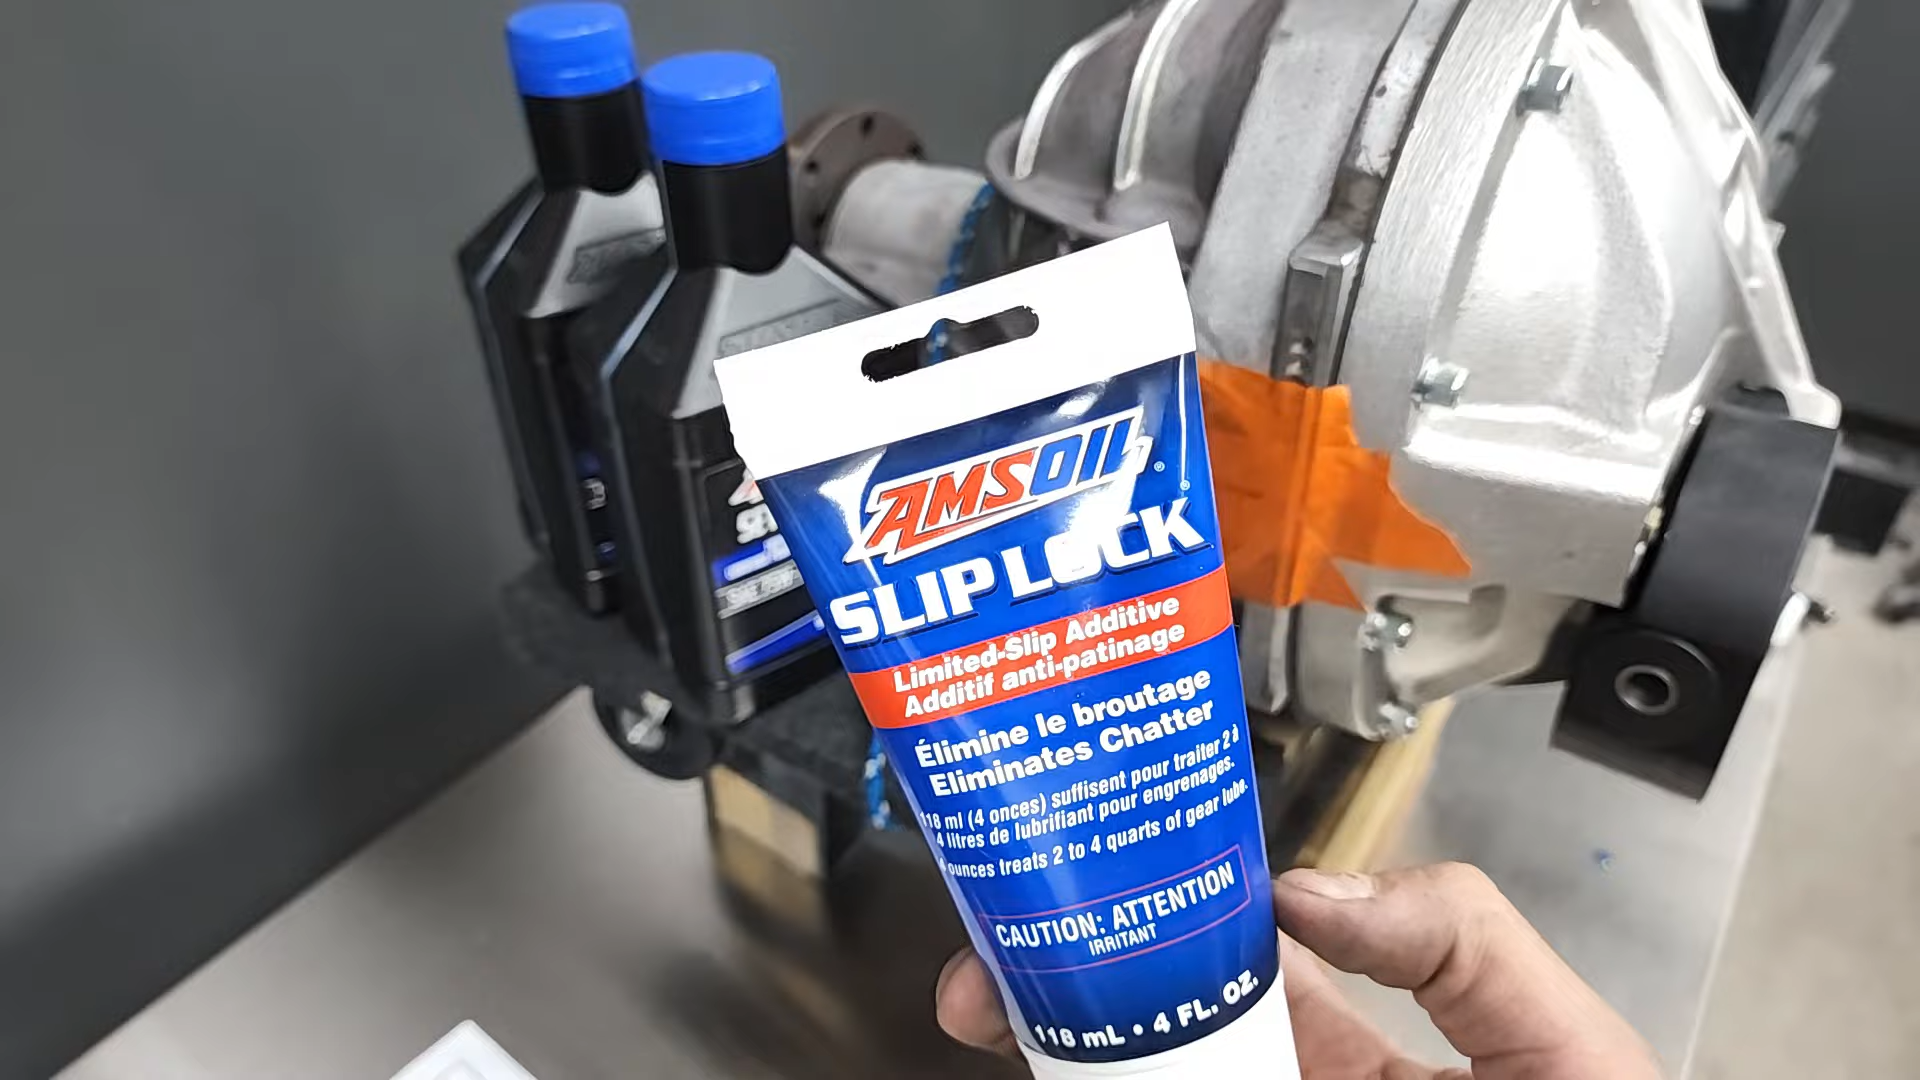 AMSOIL®
SLIP LOCK®
Limited-Slip Additive
Additif anti-patinage
Élimine le broutage
Eliminates Chatter
118 ml (4 onces) suffisent pour traiter 2 à
4 litres de lubrifiant pour engrenages.
4 ounces treats 2 to 4 quarts of gear lube.
CAUTION: ATTENTION
IRRITANT
118 mL • 4 FL. OZ.